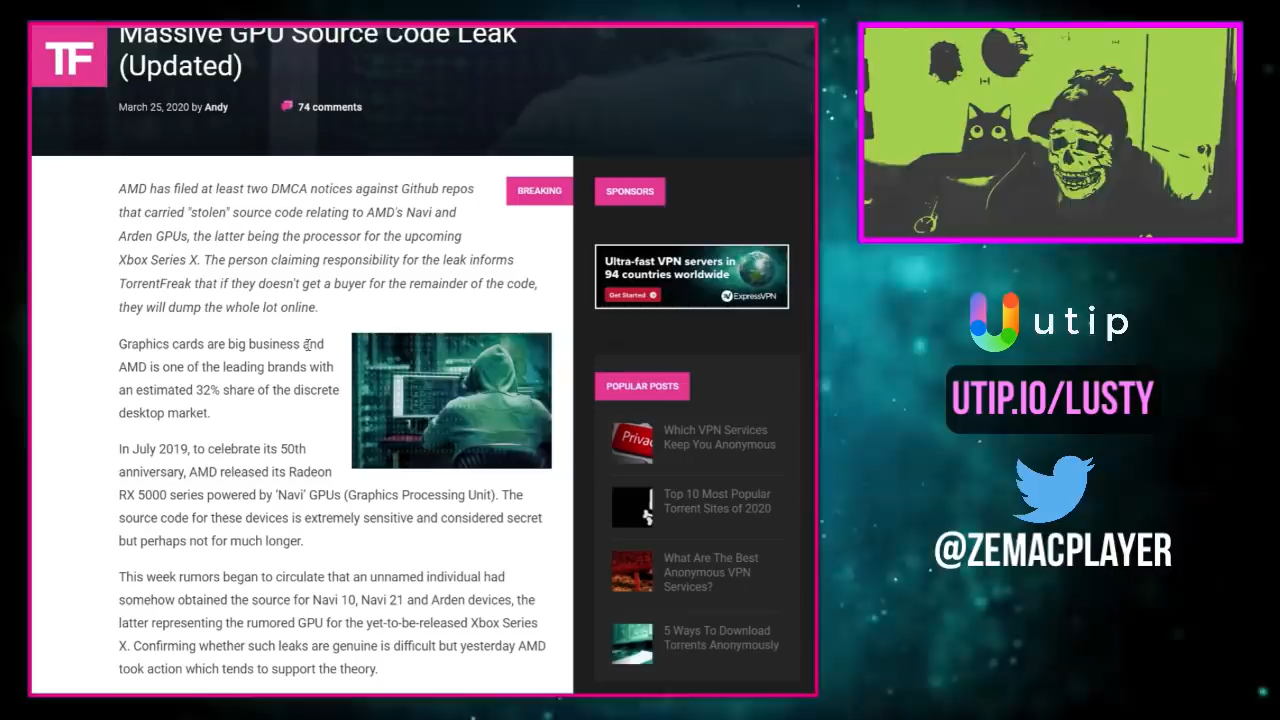 TF
Massive GPU Source Code Leak
(Updated)
March 25, 2020 by Andy
74 comments
BREAKING
AMD has filed at least two DMCA notices against Github repos
that carried "stolen" source code relating to AMD's Navi and
Arden GPUs, the latter being the processor for the upcoming
Xbox Series X. The person claiming responsibility for the leak informs
TorrentFreak that if they don't get a buyer for the remainder of the code,
they will dump the whole lot online.
Graphics cards are big business and
AMD is one of the leading brands with
an estimated 32% share of the discrete
desktop market.
In July 2019, to celebrate its 50th
anniversary, AMD released its Radeon
RX 5000 series powered by ‘Navi’ GPUs (Graphics Processing Unit). The
source code for these devices is extremely sensitive and considered secret
but perhaps not for much longer.
This week rumors began to circulate that an unnamed individual had
somehow obtained the source for Navi 10, Navi 21 and Arden devices, the
latter representing the rumored GPU for the yet-to-be-released Xbox Series
X. Confirming whether such leaks are genuine is difficult but yesterday AMD
took action which tends to support the theory.
SPONSORS
Ultra-fast VPN servers in
94 countries worldwide
Get Started
ExpressVPN
POPULAR POSTS
Privac
Which VPN Services
Keep You Anonymous
Top 10 Most Popular
Torrent Sites of 2020
What Are The Best
Anonymous VPN
Services?
5 Ways To Download
Torrents Anonymously
utip
UTIP.IO/LUSTY
@ZEMACPLAYER